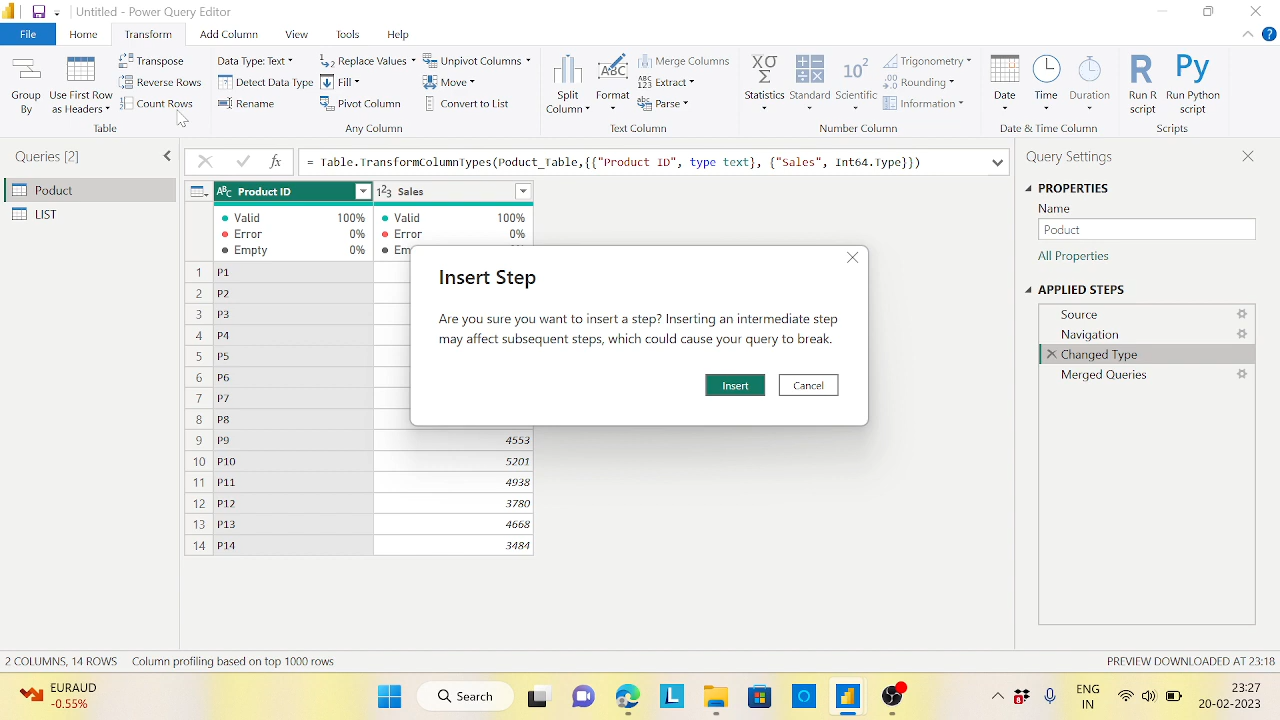 Untitled - Power Query Editor
File Home Transform Add Column View Tools Help
Group By
Use First Row as Headers
Transpose
Reverse Rows
Count Rows
Table
Data Type: Text
Detect Data Type
Rename
Replace Values
Fill
Pivot Column
Unpivot Columns
Move
Convert to List
Any Column
Split Column
Format
Merge Columns
Extract
Parse
Text Column
Statistics
Standard
Scientific
Trigonometry
Rounding
Information
Number Column
Date
Time
Duration
Date & Time Column
Run R script
Run Python script
Scripts
Queries [2]
Poduct
LIST
= Table.TransformColumnTypes(Poduct_Table,{{"Product ID", type text}, {"Sales", Int64.Type}})
Product ID Sales
Valid 100% Valid 100%
Error 0% Error 0%
Empty 0% 0%
1 P1
2 P2
3 P3
4 P4
5 P5
6 P6
7 P7
8 P8
9 P9 4553
10 P10 5201
11 P11 4938
12 P12 3780
13 P13 4668
14 P14 3484
Insert Step
Are you sure you want to insert a step? Inserting an intermediate step
may affect subsequent steps, which could cause your query to break.
Insert Cancel
Query Settings
PROPERTIES
Name
Poduct
All Properties
APPLIED STEPS
Source
Navigation
Changed Type
Merged Queries
2 COLUMNS, 14 ROWS Column profiling based on top 1000 rows PREVIEW DOWNLOADED AT 23:18
EURAUD
-0.55%
Search
ENG
IN
23:27
20-02-2023